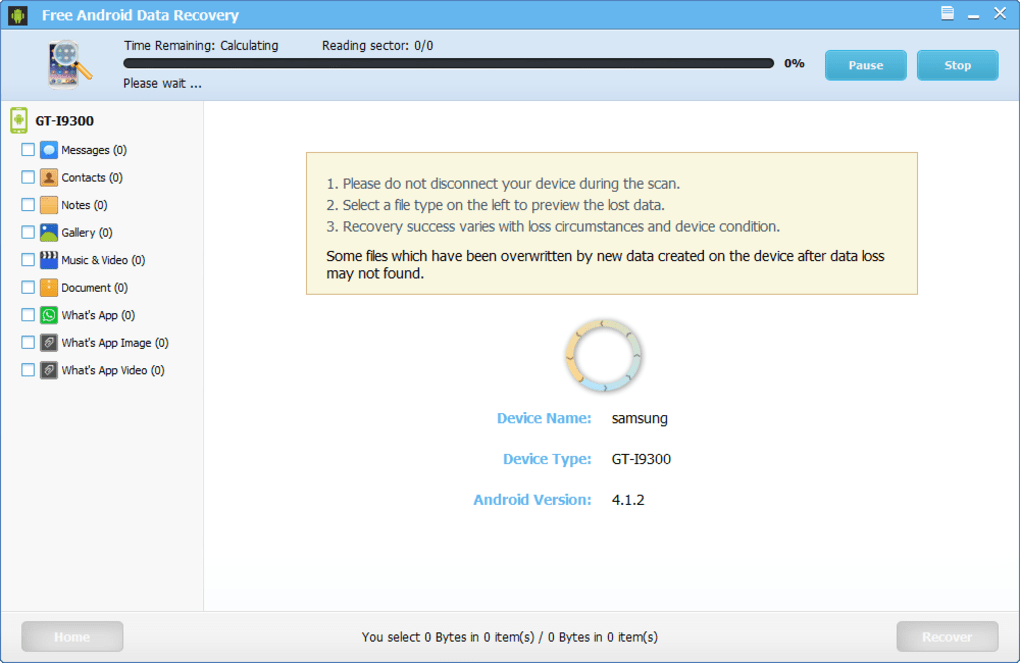 Free Android Data Recovery
Time Remaining: Calculating Reading sector: 0/0
0%
Pause
Stop
Please wait ...
GT-I9300
Messages (0)
Contacts (0)
Notes (0)
Gallery (0)
Music & Video (0)
Document (0)
What's App (0)
What's App Image (0)
What's App Video (0)
1. Please do not disconnect your device during the scan.
2. Select a file type on the left to preview the lost data.
3. Recovery success varies with loss circumstances and device condition.
Some files which have been overwritten by new data created on the device after data loss
may not found.
Device Name: samsung
Device Type: GT-I9300
Android Version: 4.1.2
Home
You select 0 Bytes in 0 item(s) / 0 Bytes in 0 item(s)
Recover